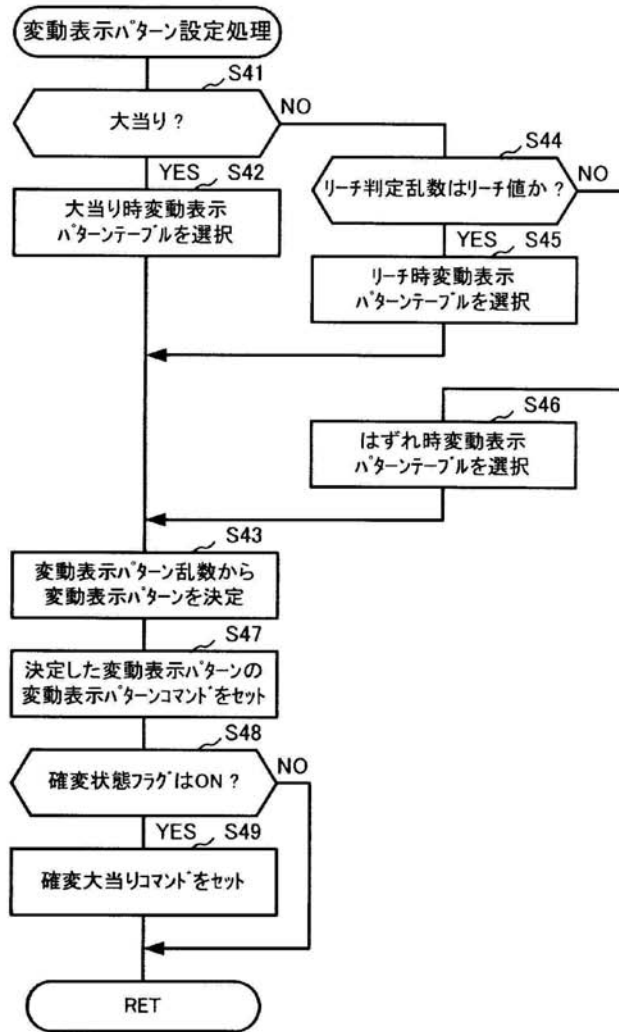 変動表示パターン設定処理
S41
大当り？
NO
YES
S42
大当り時変動表示
パターンテーブルを選択
S44
リーチ判定乱数はリーチ値か？
NO
YES
S45
リーチ時変動表示
パターンテーブルを選択
S46
はずれ時変動表示
パターンテーブルを選択
S43
変動表示パターン乱数から
変動表示パターンを決定
S47
決定した変動表示パターンの
変動表示パターンコマンドをセット
S48
確変状態フラグはON？
NO
YES
S49
確変大当りコマンドをセット
RET